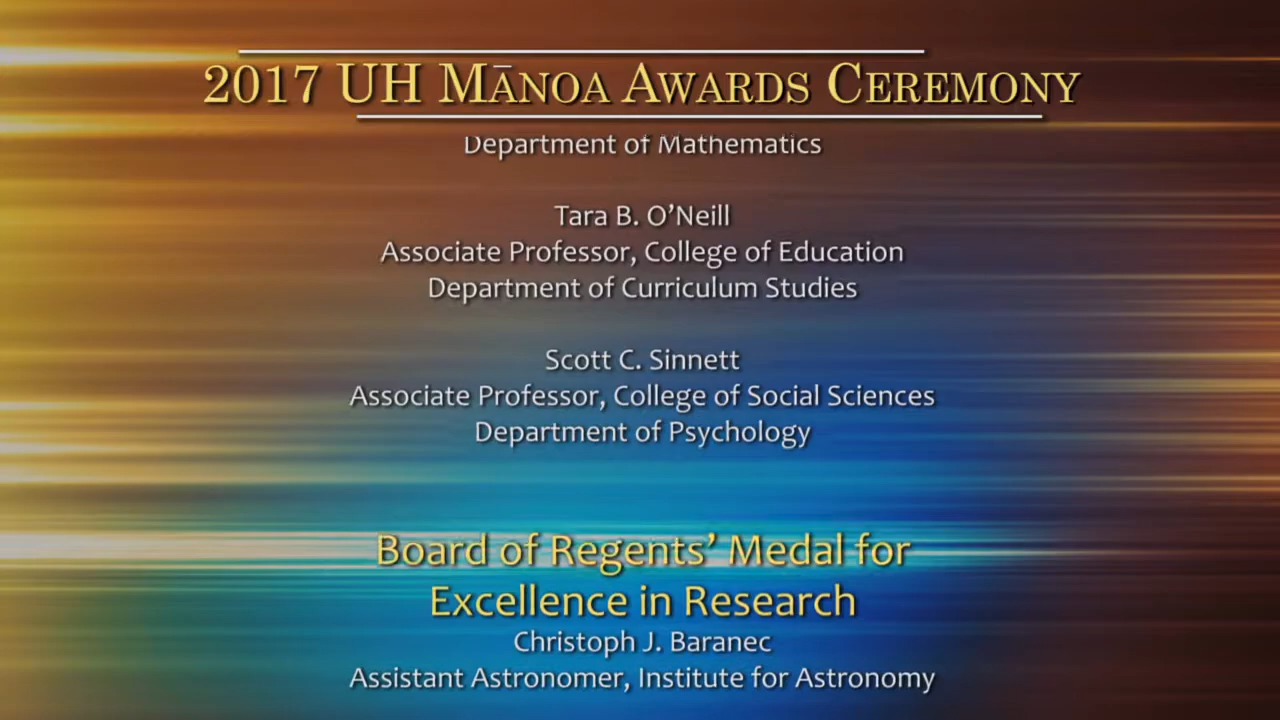 2017 UH MĀNOA AWARDS CEREMONY
Department of Mathematics
Tara B. O’Neill
Associate Professor, College of Education
Department of Curriculum Studies
Scott C. Sinnett
Associate Professor, College of Social Sciences
Department of Psychology
Board of Regents’ Medal for
Excellence in Research
Christoph J. Baranec
Assistant Astronomer, Institute for Astronomy